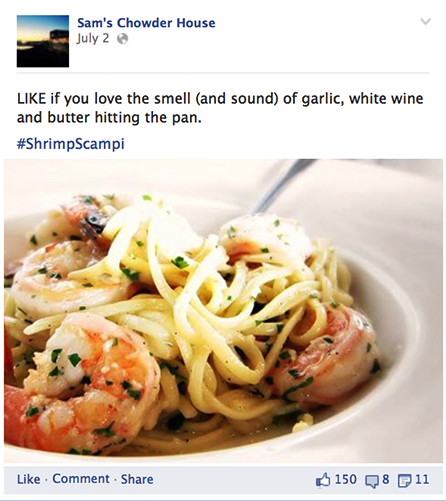 Sam's Chowder House
July 2
LIKE if you love the smell (and sound) of garlic, white wine
and butter hitting the pan.
#ShrimpScampi
Like · Comment · Share 150 8 11